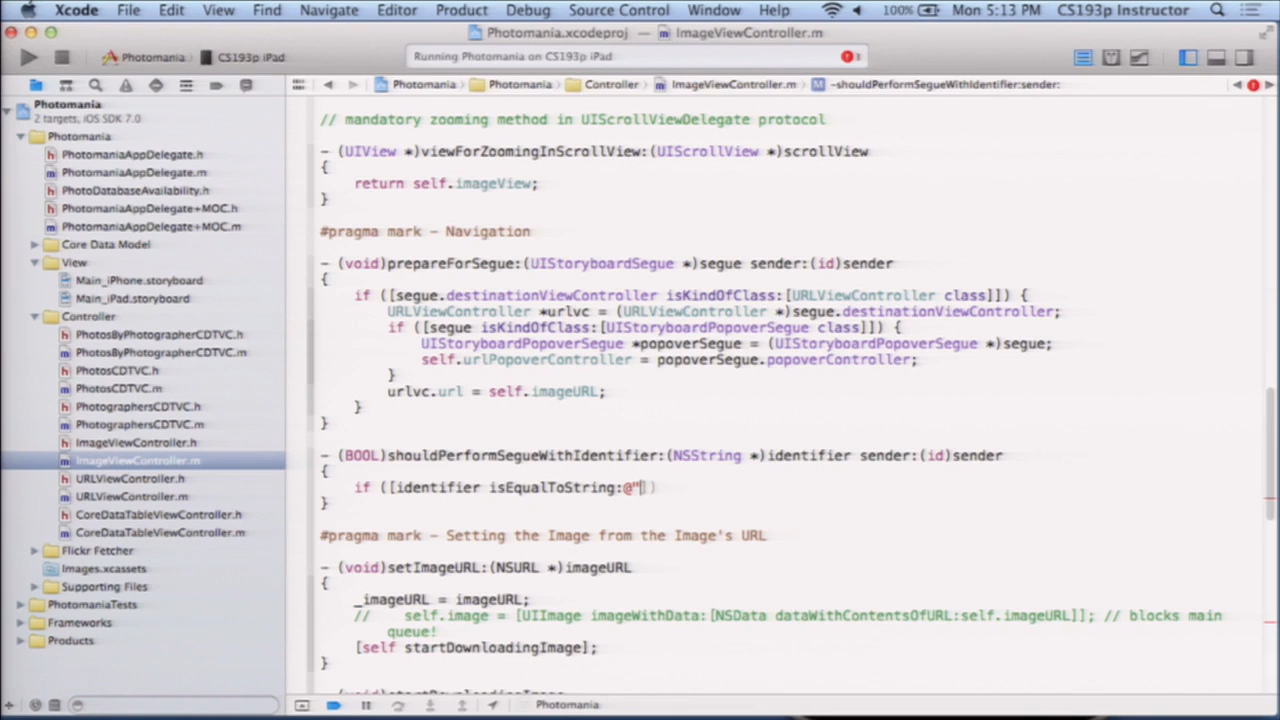 Xcode File Edit View Find Navigate Editor Product Debug Source Control Window Help 100% Mon 5:13 PM CS193p Instructor
Photomania.xcodeproj — ImageViewController.m
Photomania CS193p iPad Running Photomania on CS193p iPad
Photomania Photomania Controller ImageViewController.m M -shouldPerformSegueWithIdentifier:sender:
Photomania
2 targets, iOS SDK 7.0
Photomania
PhotomaniaAppDelegate.h
PhotomaniaAppDelegate.m
PhotoDatabaseAvailability.h
PhotomaniaAppDelegate+MOC.h
PhotomaniaAppDelegate+MOC.m
Core Data Model
View
Main_iPhone.storyboard
Main_iPad.storyboard
Controller
PhotosByPhotographerCDTVC.h
PhotosByPhotographerCDTVC.m
PhotosCDTVC.h
PhotosCDTVC.m
PhotographersCDTVC.h
PhotographersCDTVC.m
ImageViewController.h
ImageViewController.m
URLViewController.h
URLViewController.m
CoreDataTableViewController.h
CoreDataTableViewController.m
Flickr Fetcher
Images.xcassets
Supporting Files
PhotomaniaTests
Frameworks
Products
// mandatory zooming method in UIScrollViewDelegate protocol
- (UIView *)viewForZoomingInScrollView:(UIScrollView *)scrollView
{
return self.imageView;
}
#pragma mark - Navigation
- (void)prepareForSegue:(UIStoryboardSegue *)segue sender:(id)sender
{
if ([segue.destinationViewController isKindOfClass:[URLViewController class]]) {
URLViewController *urlvc = (URLViewController *)segue.destinationViewController;
if ([segue isKindOfClass:[UIStoryboardPopoverSegue class]]) {
UIStoryboardPopoverSegue *popoverSegue = (UIStoryboardPopoverSegue *)segue;
self.urlPopoverController = popoverSegue.popoverController;
}
urlvc.url = self.imageURL;
}
}
- (BOOL)shouldPerformSegueWithIdentifier:(NSString *)identifier sender:(id)sender
{
if ([identifier isEqualToString:@"])
}
#pragma mark - Setting the Image from the Image's URL
- (void)setImageURL:(NSURL *)imageURL
{
_imageURL = imageURL;
// self.image = [UIImage imageWithData:[NSData dataWithContentsOfURL:self.imageURL]]; // blocks main
queue!
[self startDownloadingImage];
}
Photomania